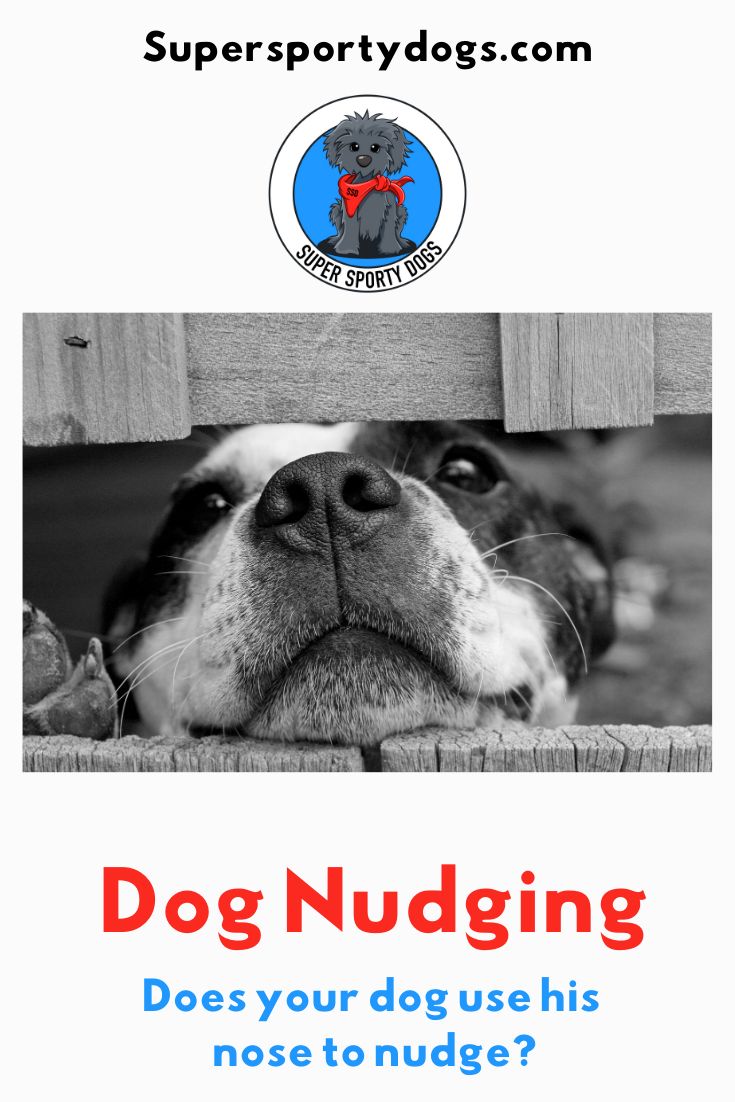 Supersportydogs.com
SSD
SUPER SPORTY DOGS
Dog Nudging
Does your dog use his
nose to nudge?